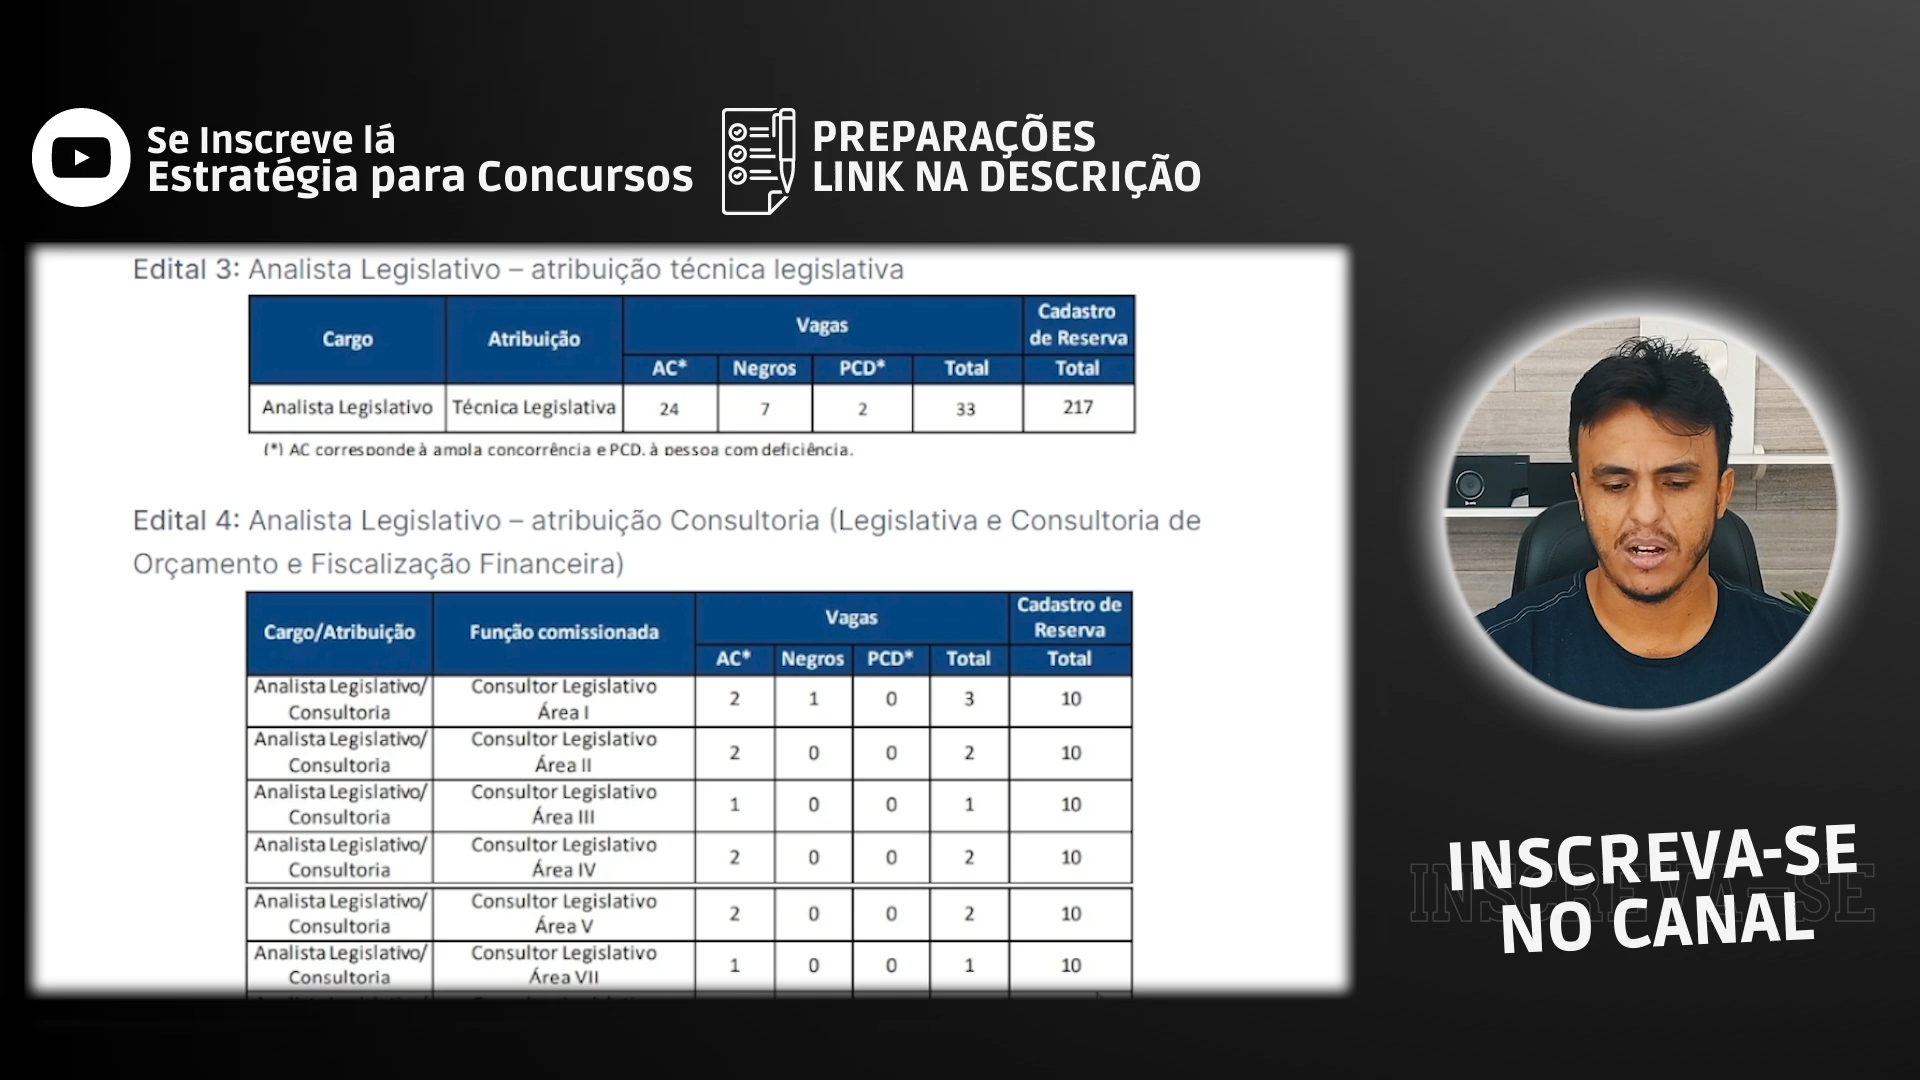 Se Inscreve lá
Estratégia para Concursos
PREPARAÇÕES
LINK NA DESCRIÇÃO
Edital 3: Analista Legislativo – atribuição técnica legislativa
Cargo Atribuição Vagas Cadastro de Reserva
AC* Negros PCD* Total Total
Analista Legislativo Técnica Legislativa 24 7 2 33 217
(*) AC corresponde à ampla concorrência e PCD, à pessoa com deficiência.
Edital 4: Analista Legislativo – atribuição Consultoria (Legislativa e Consultoria de
Orçamento e Fiscalização Financeira)
Cargo/Atribuição Função comissionada Vagas Cadastro de Reserva
AC* Negros PCD* Total Total
Analista Legislativo/ Consultoria Consultor Legislativo Área I 2 1 0 3 10
Analista Legislativo/ Consultoria Consultor Legislativo Área II 2 0 0 2 10
Analista Legislativo/ Consultoria Consultor Legislativo Área III 1 0 0 1 10
Analista Legislativo/ Consultoria Consultor Legislativo Área IV 2 0 0 2 10
Analista Legislativo/ Consultoria Consultor Legislativo Área V 2 0 0 2 10
Analista Legislativo/ Consultoria Consultor Legislativo Área VII 1 0 0 1 10
INSCREVA-SE
INSCREVA-SE
NO CANAL